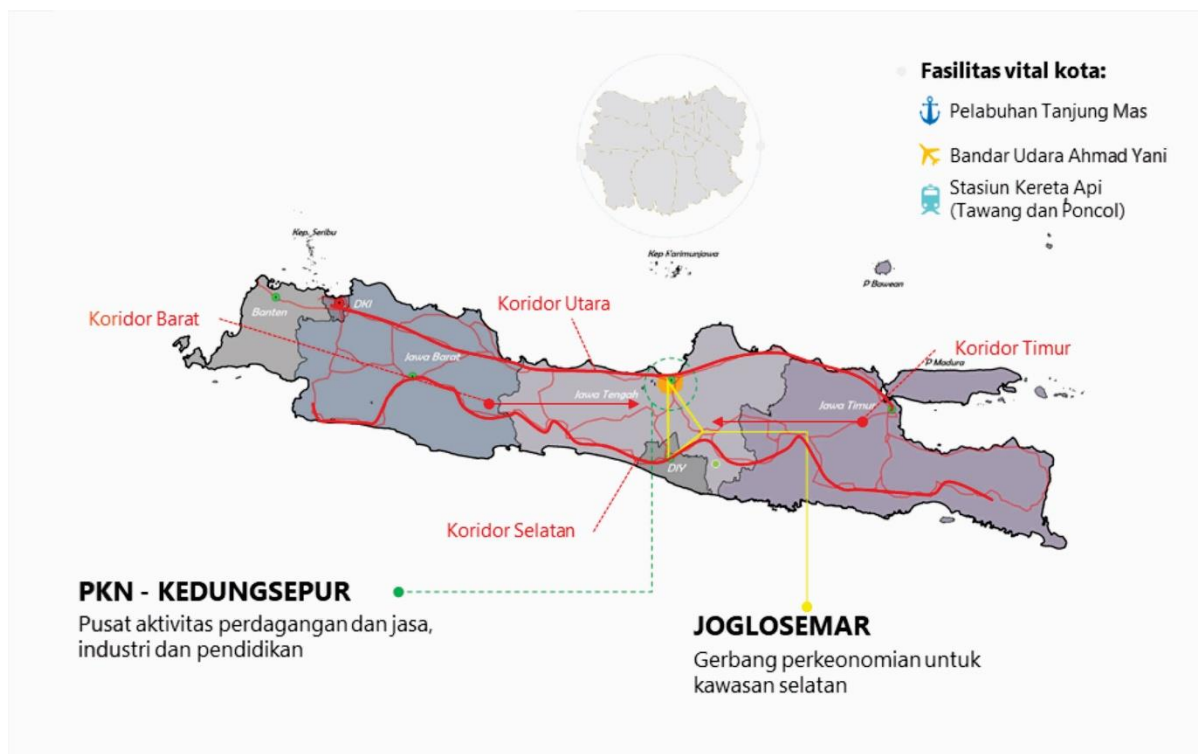 Fasilitas vital kota:
Pelabuhan Tanjung Mas
Bandar Udara Ahmad Yani
Stasiun Kereta Api
(Tawang dan Poncol)
Kep. Seribu
Kep Karimunjawa
P Bawean
Banten
DKI
Koridor Utara
Koridor Barat
Koridor Timur
Jawa Barat
P Madura
Jawa Tengah
Jawa Timur
DIY
Koridor Selatan
PKN - KEDUNGSEPUR
Pusat aktivitas perdagangan dan jasa,
industri dan pendidikan
JOGLOSEMAR
Gerbang perkeonomian untuk
kawasan selatan